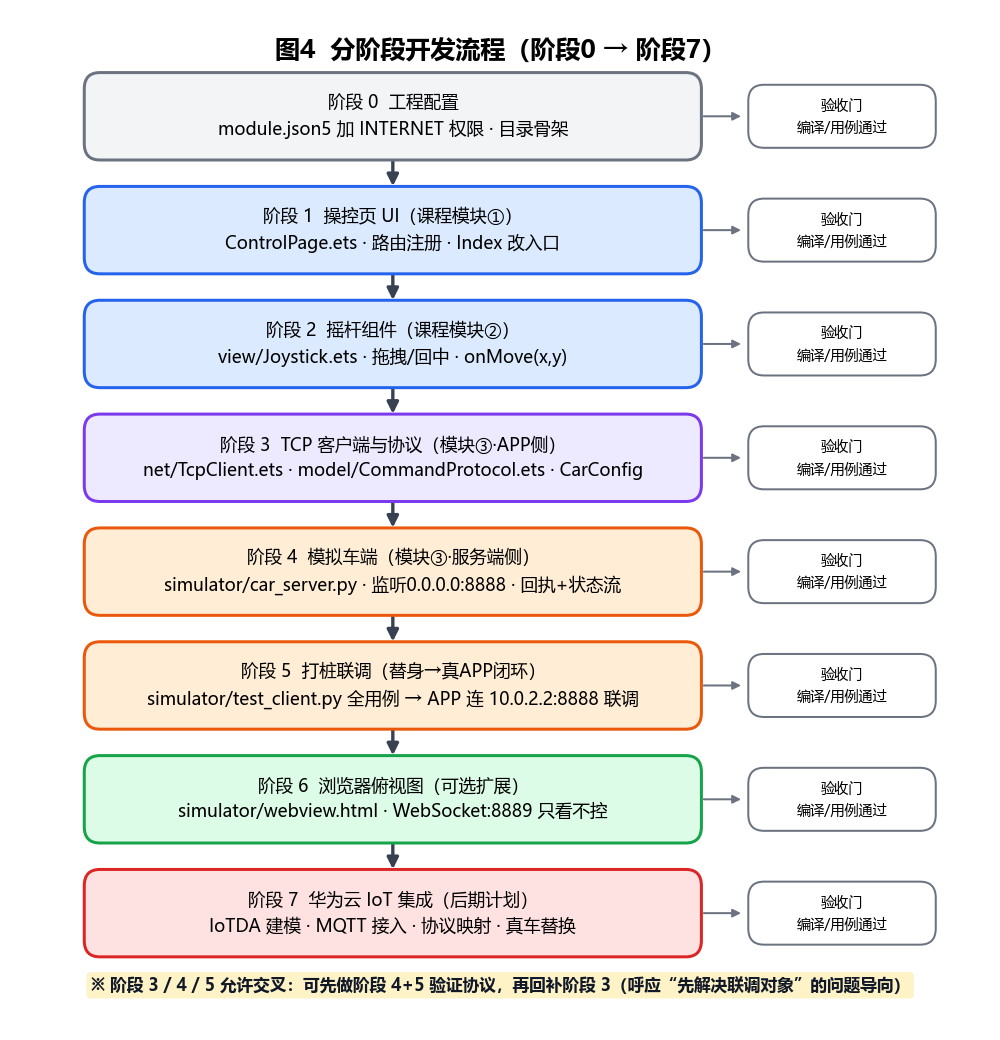 图4  分阶段开发流程（阶段0 → 阶段7）
阶段 0  工程配置
module.json5 加 INTERNET 权限 · 目录骨架
验收门
编译/用例通过
阶段 1  操控页 UI（课程模块①）
ControlPage.ets · 路由注册 · Index 改入口
验收门
编译/用例通过
阶段 2  摇杆组件（课程模块②）
view/Joystick.ets · 拖拽/回中 · onMove(x,y)
验收门
编译/用例通过
阶段 3  TCP 客户端与协议（模块③·APP侧）
net/TcpClient.ets · model/CommandProtocol.ets · CarConfig
验收门
编译/用例通过
阶段 4  模拟车端（模块③·服务端侧）
simulator/car_server.py · 监听0.0.0.0:8888 · 回执+状态流
验收门
编译/用例通过
阶段 5  打桩联调（替身→真APP闭环）
simulator/test_client.py 全用例 → APP 连 10.0.2.2:8888 联调
验收门
编译/用例通过
阶段 6  浏览器俯视图（可选扩展）
simulator/webview.html · WebSocket:8889 只看不控
验收门
编译/用例通过
阶段 7  华为云 IoT 集成（后期计划）
IoTDA 建模 · MQTT 接入 · 协议映射 · 真车替换
验收门
编译/用例通过
※ 阶段 3 / 4 / 5 允许交叉：可先做阶段 4+5 验证协议，再回补阶段 3（呼应“先解决联调对象”的问题导向）